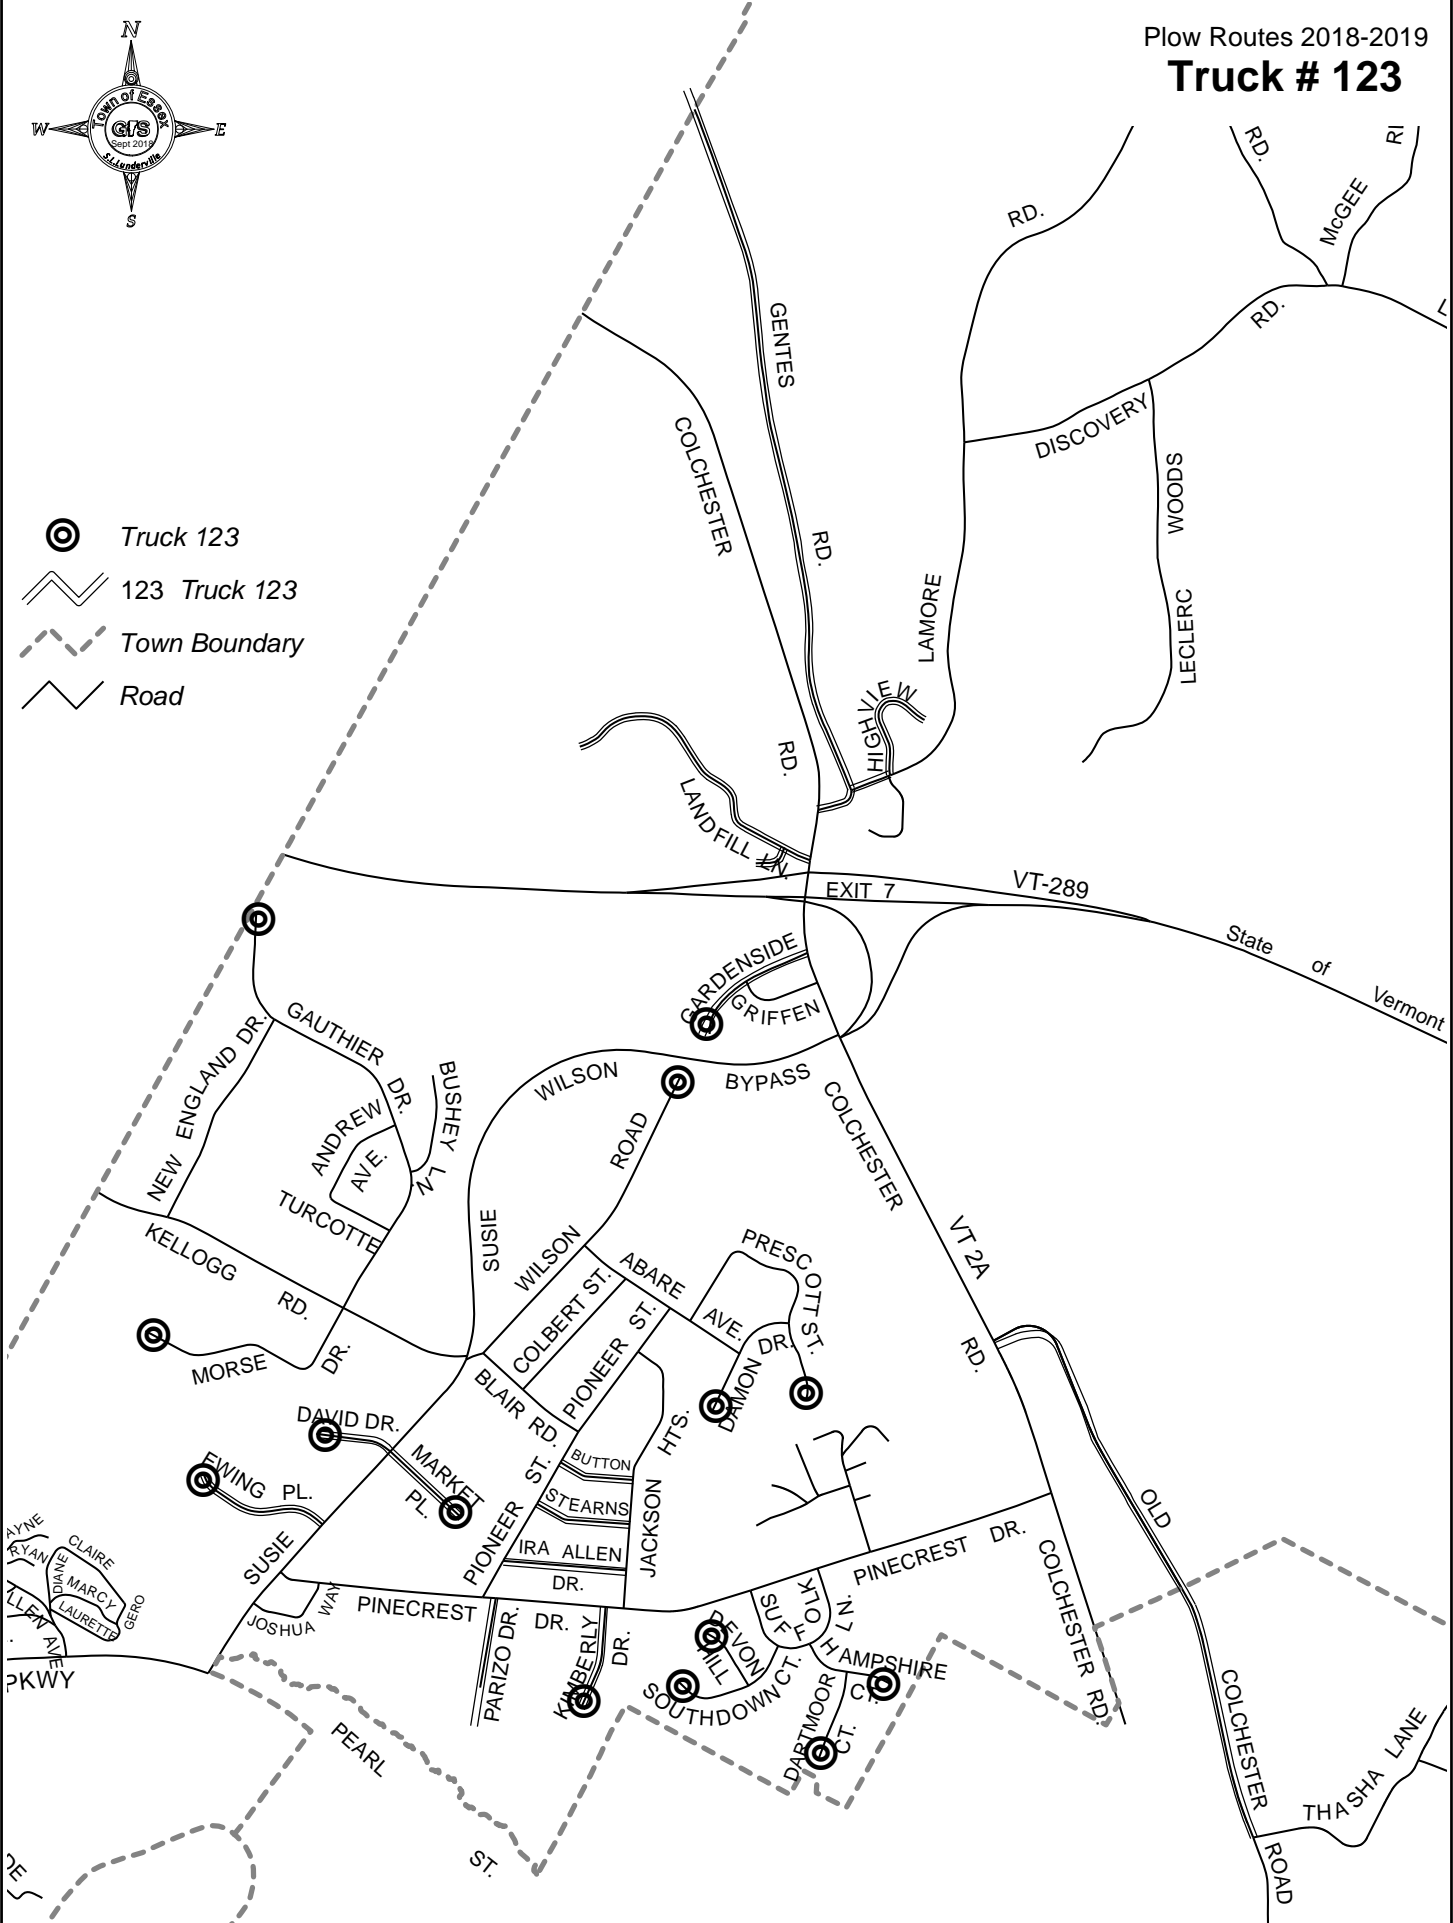 Plow Routes 2018-2019
Truck # 123
N
W
E
S
Town of Essex
GIS
Sept 2018
S.L.Lunderville
Truck 123
123 Truck 123
Town Boundary
Road
RD.
McGEE
RD.
RD.
DISCOVERY
WOODS
LECLERC
GENTES
RD.
COLCHESTER
RD.
LAMORE
HIGHVIEW
LANDFILL LN.
EXIT 7
VT-289
State of Vermont
GARDENSIDE
GRIFFEN
WILSON
BYPASS
SUSIE
COLCHESTER
VT 2A
RD.
NEW ENGLAND DR.
GAUTHIER
DR.
BUSHEY LN.
ANDREW
AVE.
TURCOTTE
KELLOGG
RD.
MORSE
DR.
WILSON
ROAD
ABARE
AVE.
COLBERT ST.
PIONEER ST.
BLAIR RD.
PRESCOTT ST.
DAMON
DR.
DAVID DR.
MARKET
PL.
EWING PL.
SUSIE
PIONEER
ST.
BUTTON
STEARNS
IRA ALLEN
DR.
JACKSON
HTS.
PINECREST
DR.
PINECREST
DR.
JOSHUA
WAY
PARIZO DR.
KIMBERLY
DR.
SUFFOLK
LN.
DEVON
HILL
CT.
SOUTHDOWN
HAMPSHIRE
CT.
DARTMOOR
CT.
COLCHESTER RD.
OLD
COLCHESTER
ROAD
THASHA LANE
AYNE
RYAN
CLAIRE
DIANE
MARCY
LAURETTE
GERO
LLEN AVE
PKWY
PEARL
ST.